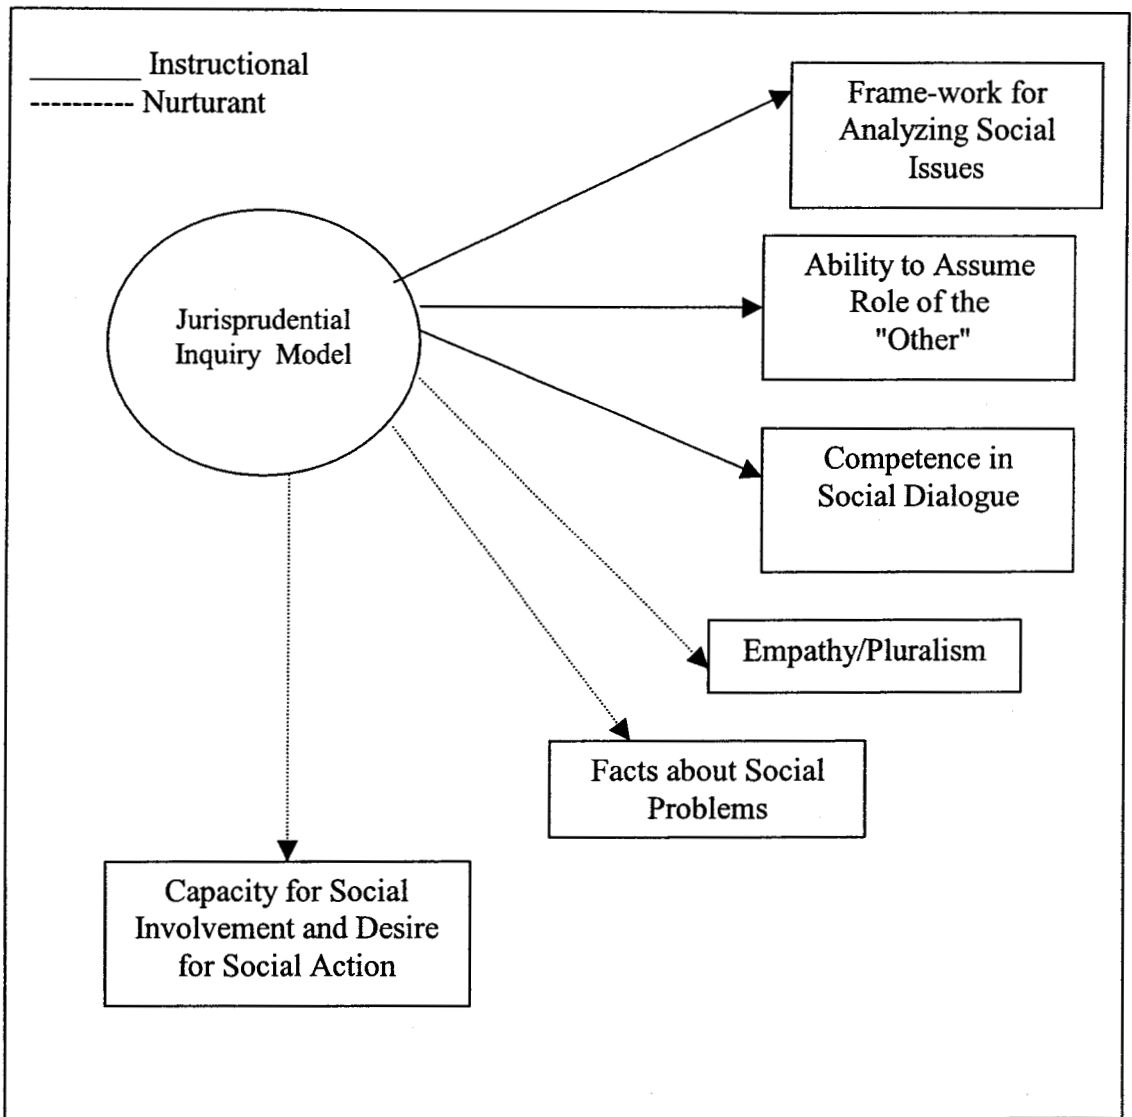 Instructional
Nurturant
Frame-work for
Analyzing Social
Issues
Ability to Assume
Role of the
"Other"
Jurisprudential
Inquiry Model
Competence in
Social Dialogue
Empathy/Pluralism
Facts about Social
Problems
Capacity for Social
Involvement and Desire
for Social Action